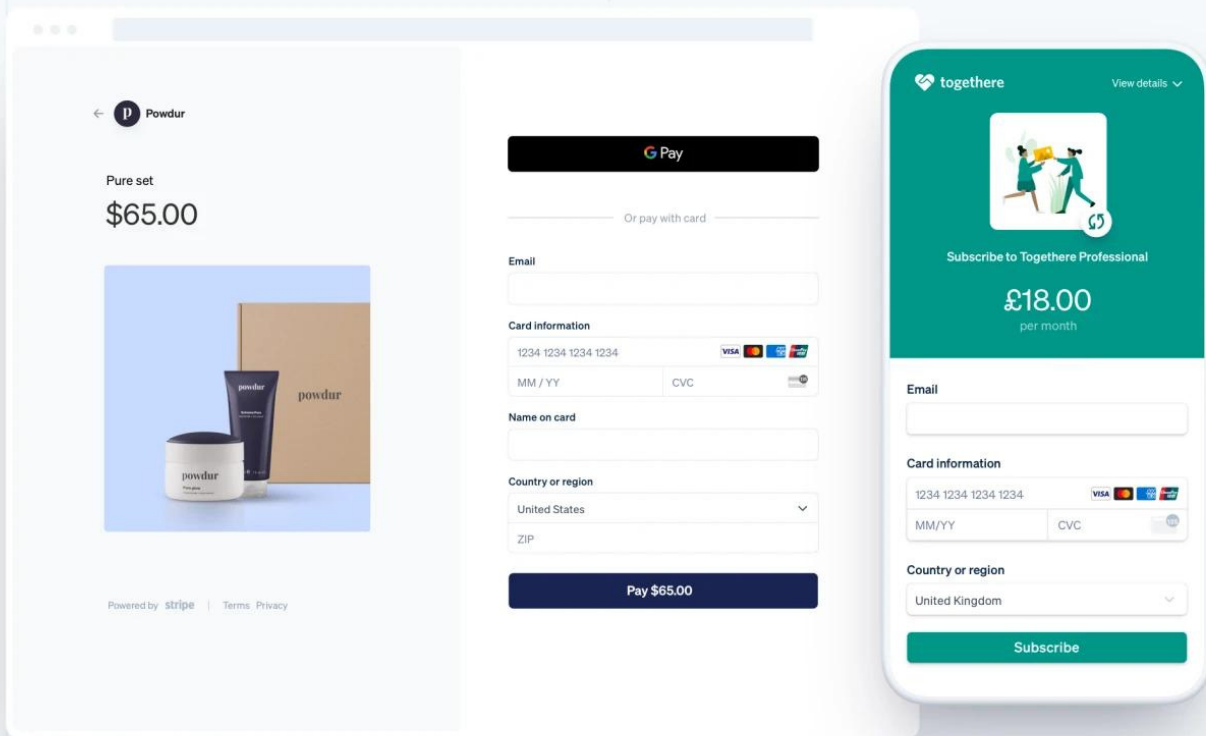 Powdur
Pure set
$65.00
powdur
powdur
powdur
Powered by stripe | Terms Privacy
G Pay
Or pay with card
Email
Card information
1234 1234 1234 1234
VISA
MM / YY
CVC
Name on card
Country or region
United States
ZIP
Pay $65.00
togethere
View details
Subscribe to Togethere Professional
£18.00
per month
Email
Card information
1234 1234 1234 1234
VISA
MM/YY
CVC
Country or region
United Kingdom
Subscribe